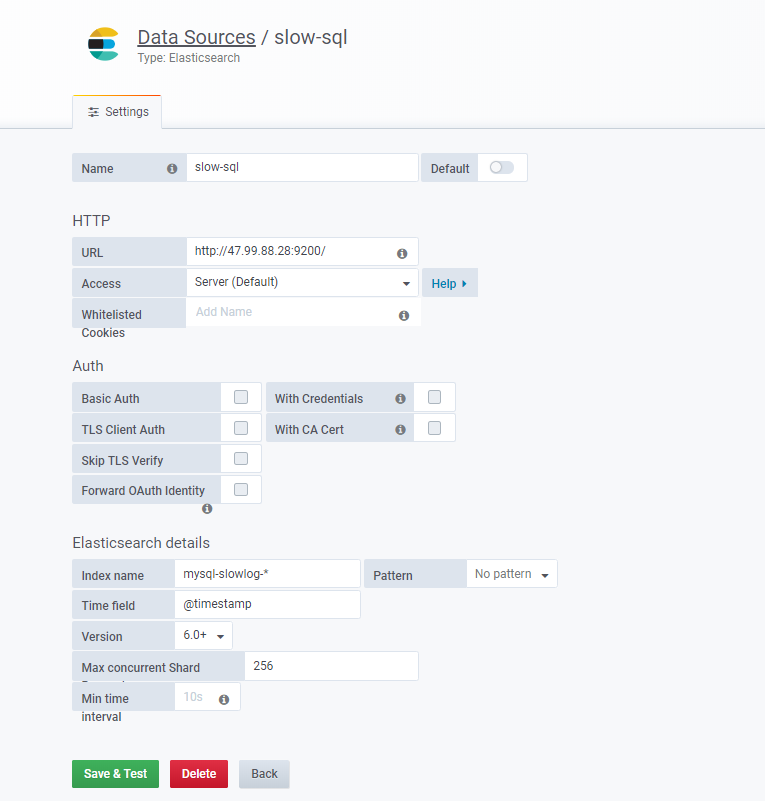 Data Sources / slow-sql
Type: Elasticsearch
Settings
Name slow-sql Default
HTTP
URL http://47.99.88.28:9200/
Access Server (Default) Help
Whitelisted Cookies Add Name
Auth
Basic Auth With Credentials
TLS Client Auth With CA Cert
Skip TLS Verify
Forward OAuth Identity
Elasticsearch details
Index name mysql-slowlog-* Pattern No pattern
Time field @timestamp
Version 6.0+
Max concurrent Shard 256
Min time interval 10s
Save & Test Delete Back